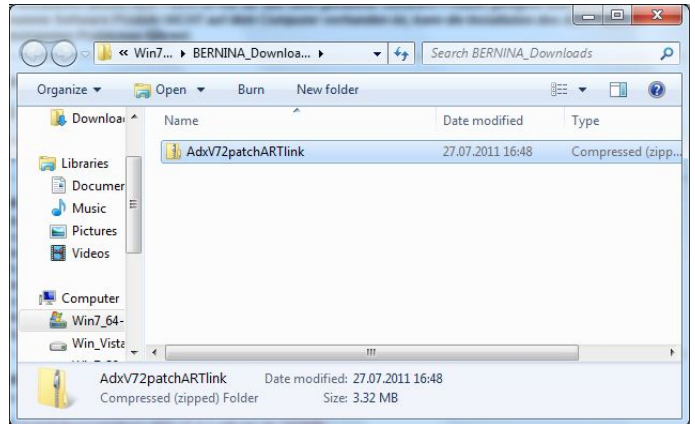 « Win7... ▸ BERNINA_Downloa... ▸
Search BERNINA_Downloads
Organize ▾ Open ▾ Burn New folder
Downloa
Name Date modified Type
AdxV72patchARTlink 27.07.2011 16:48 Compressed (zipp...
Libraries
Documen
Music
Pictures
Videos
Computer
Win7_64-
Win_Vista
AdxV72patchARTlink Date modified: 27.07.2011 16:48
Compressed (zipped) Folder Size: 3.32 MB